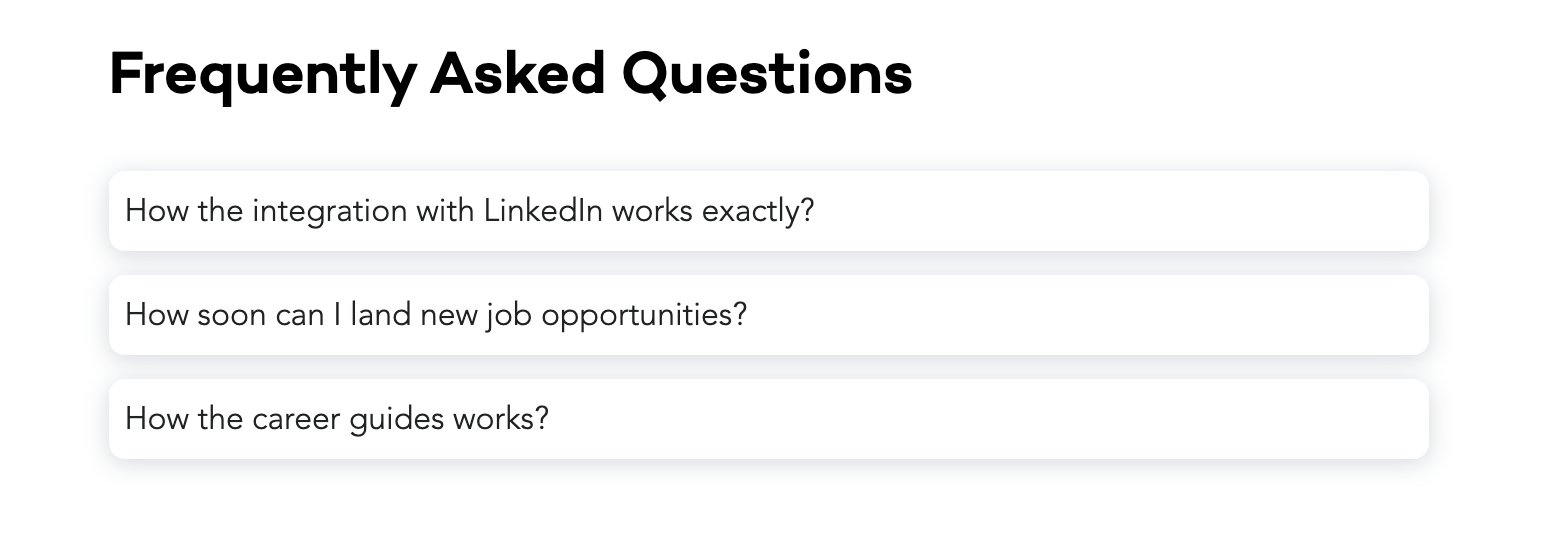 Frequently Asked Questions
How the integration with LinkedIn works exactly?
How soon can I land new job opportunities?
How the career guides works?